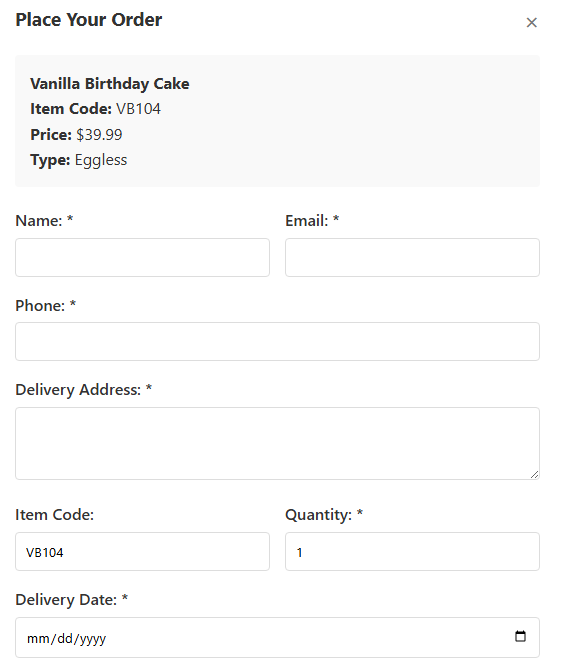 Place Your Order ×
Vanilla Birthday Cake
Item Code: VB104
Price: $39.99
Type: Eggless
Name: * Email: *
Phone: *
Delivery Address: *
Item Code: Quantity: *
VB104 1
Delivery Date: *
mm/dd/yyyy